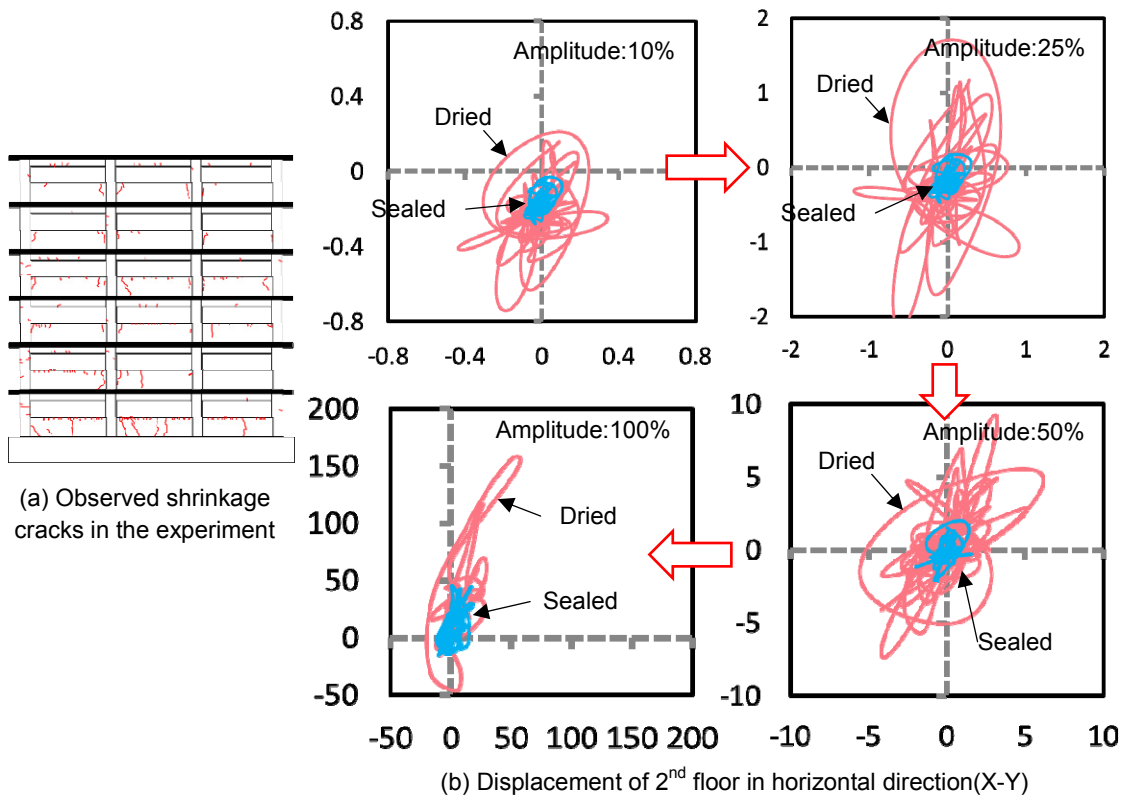 0.8
Amplitude:10%
0.4
Dried
0
Sealed
-0.4
-0.8
-0.8
-0.4
0
0.4
0.8
2
Amplitude:25%
1
Dried
0
Sealed
-1
-2
-2
-1
0
1
2
200
Amplitude:100%
150
Dried
100
50
Sealed
0
-50
-50 0 50 100 150 200
10
Amplitude:50%
Dried
5
0
-5
Sealed
-10
-10
-5
0
5
10
(a) Observed shrinkage
cracks in the experiment
(b) Displacement of 2nd floor in horizontal direction(X-Y)